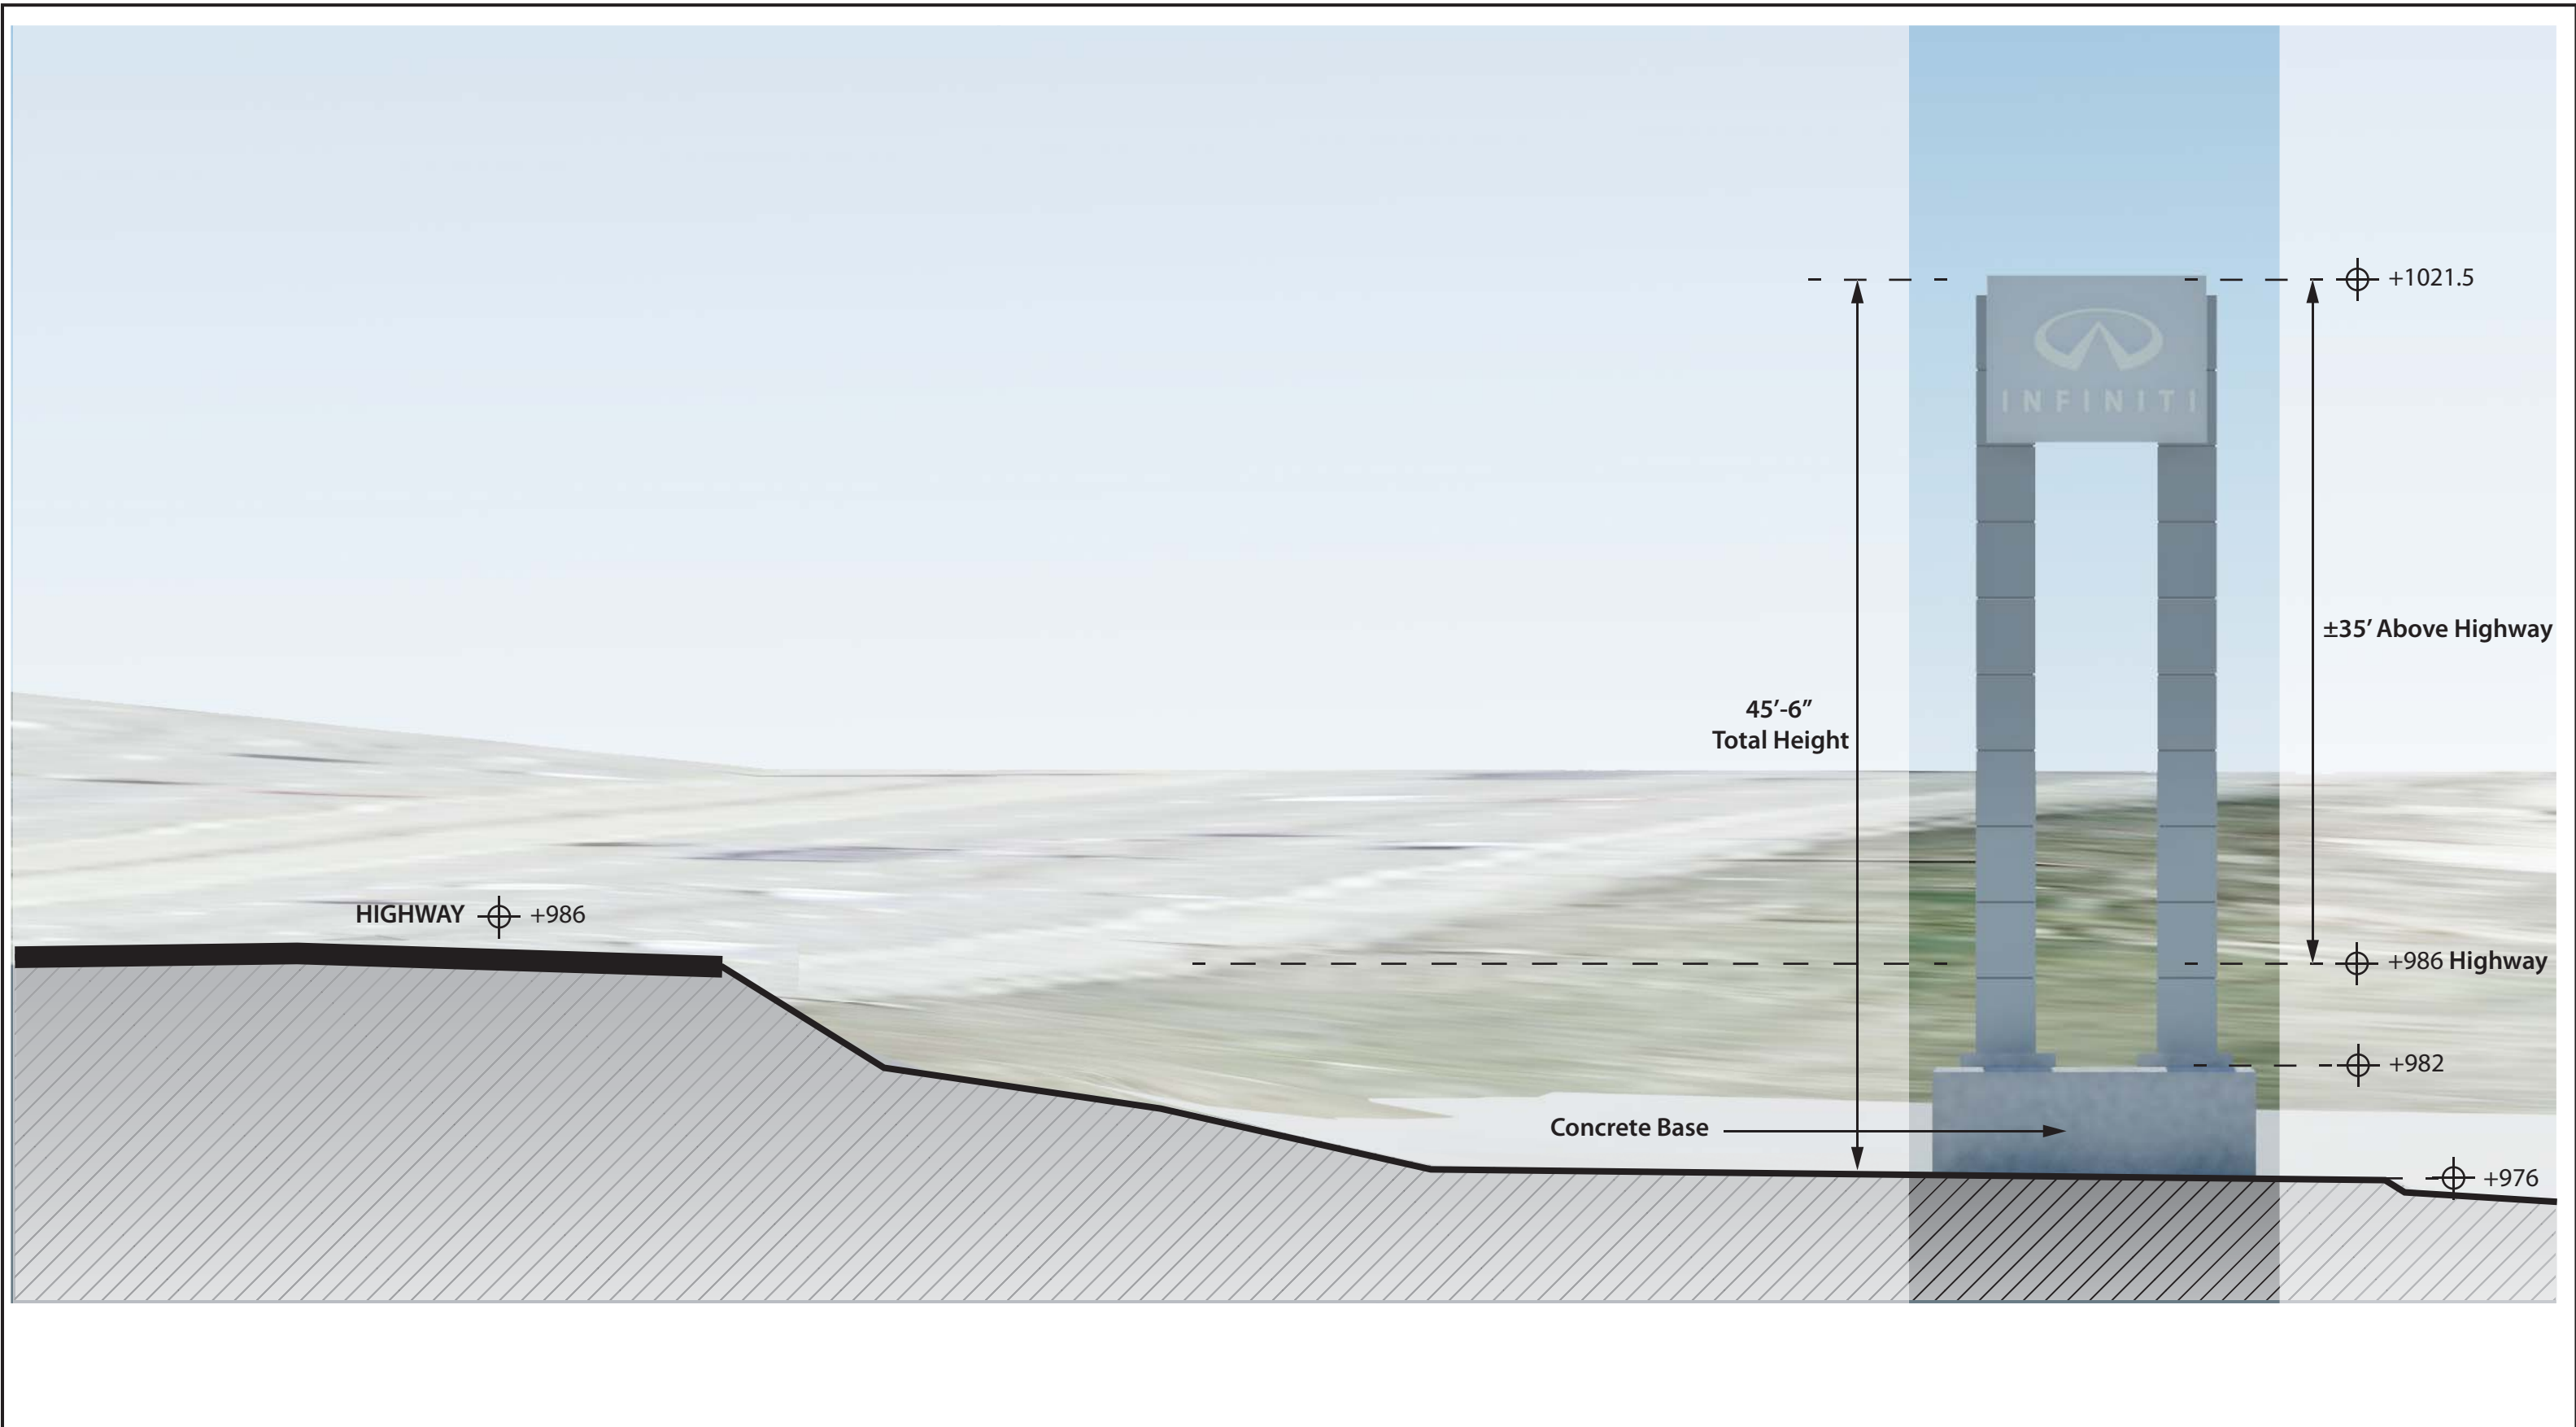 +1021.5
INFINITI
±35’ Above Highway
45’-6”
Total Height
HIGHWAY +986
+986 Highway
+982
Concrete Base
+976